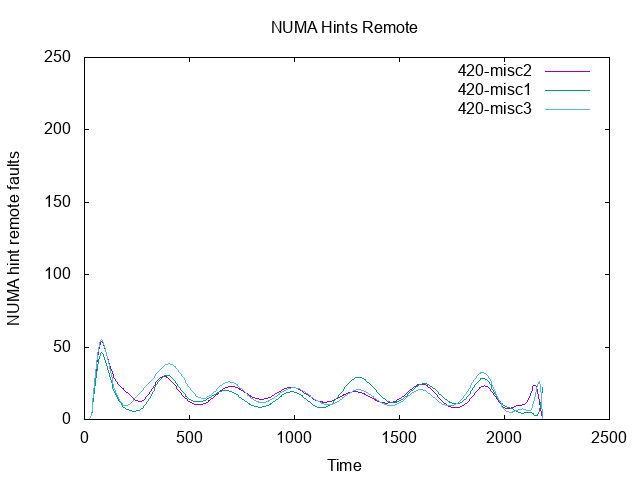 NUMA Hints Remote
420-misc2
420-misc1
420-misc3
NUMA hint remote faults
250
200
150
100
50
0
0 500 1000 1500 2000 2500
Time